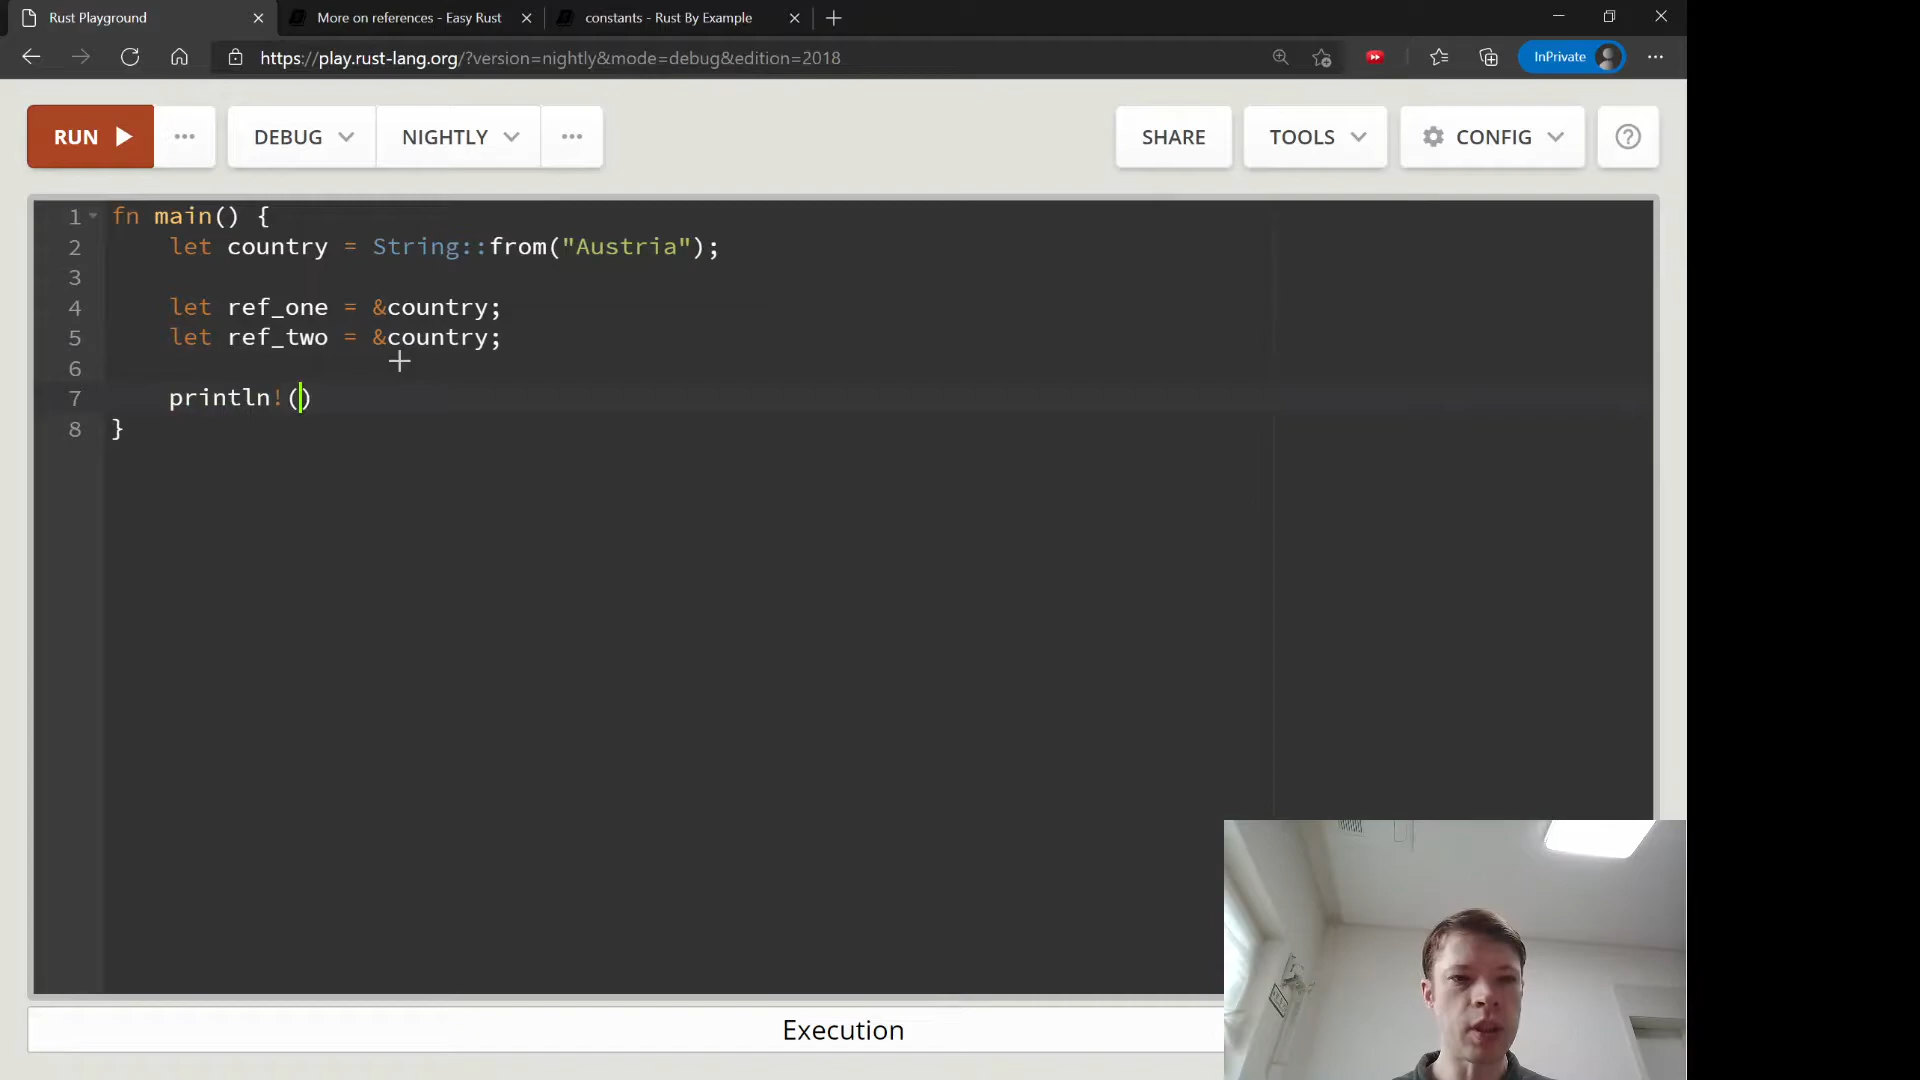 Rust Playground
More on references - Easy Rust
constants - Rust By Example
https://play.rust-lang.org/?version=nightly&mode=debug&edition=2018
InPrivate
RUN
DEBUG
NIGHTLY
SHARE
TOOLS
CONFIG
1 fn main() {
2 let country = String::from("Austria");
3
4 let ref_one = &country;
5 let ref_two = &country;
6
7 println!()
8 }
Execution